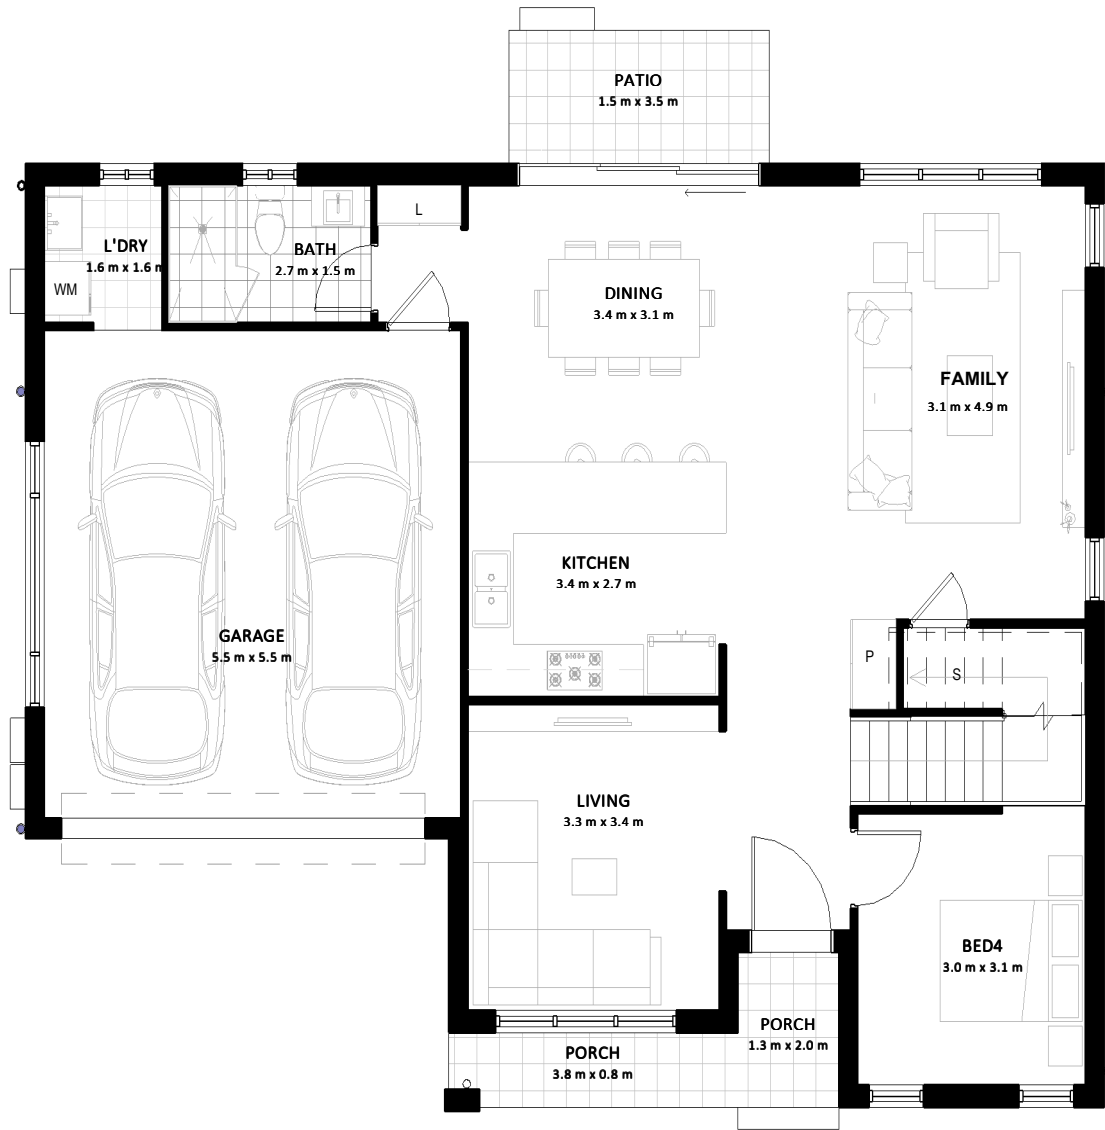 PATIO
1.5 m x 3.5 m
L
L'DRY
1.6 m x 1.6 m
BATH
2.7 m x 1.5 m
WM
DINING
3.4 m x 3.1 m
FAMILY
3.1 m x 4.9 m
KITCHEN
3.4 m x 2.7 m
GARAGE
5.5 m x 5.5 m
P
S
LIVING
3.3 m x 3.4 m
BED4
3.0 m x 3.1 m
PORCH
1.3 m x 2.0 m
PORCH
3.8 m x 0.8 m